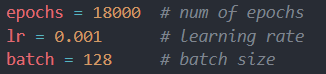 epochs = 18000  # num of epochs
lr = 0.001      # learning rate
batch = 128     # batch size